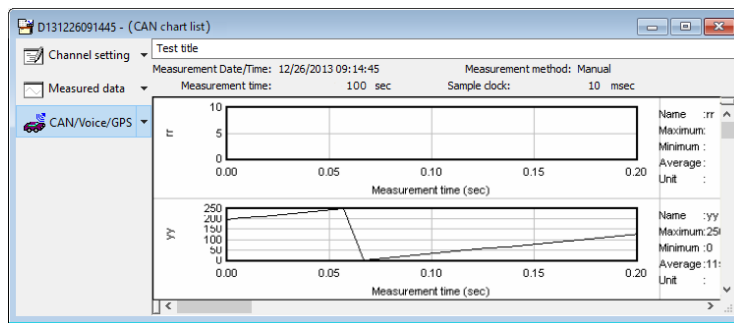 D131226091445 - (CAN chart list)
Channel setting
Measured data
CAN/Voice/GPS
Test title
Measurement Date/Time: 12/26/2013 09:14:45 Measurement method: Manual
Measurement time: 100 sec Sample clock: 10 msec
rr
10
5
0
0.00 0.05 0.10 0.15 0.20
Measurement time (sec)
Name :rr
Maximum:
Minimum :
Average :
Unit :
yy
250
200
150
100
50
0
0.00 0.05 0.10 0.15 0.20
Measurement time (sec)
Name :yy
Maximum:250
Minimum :0
Average :11
Unit :